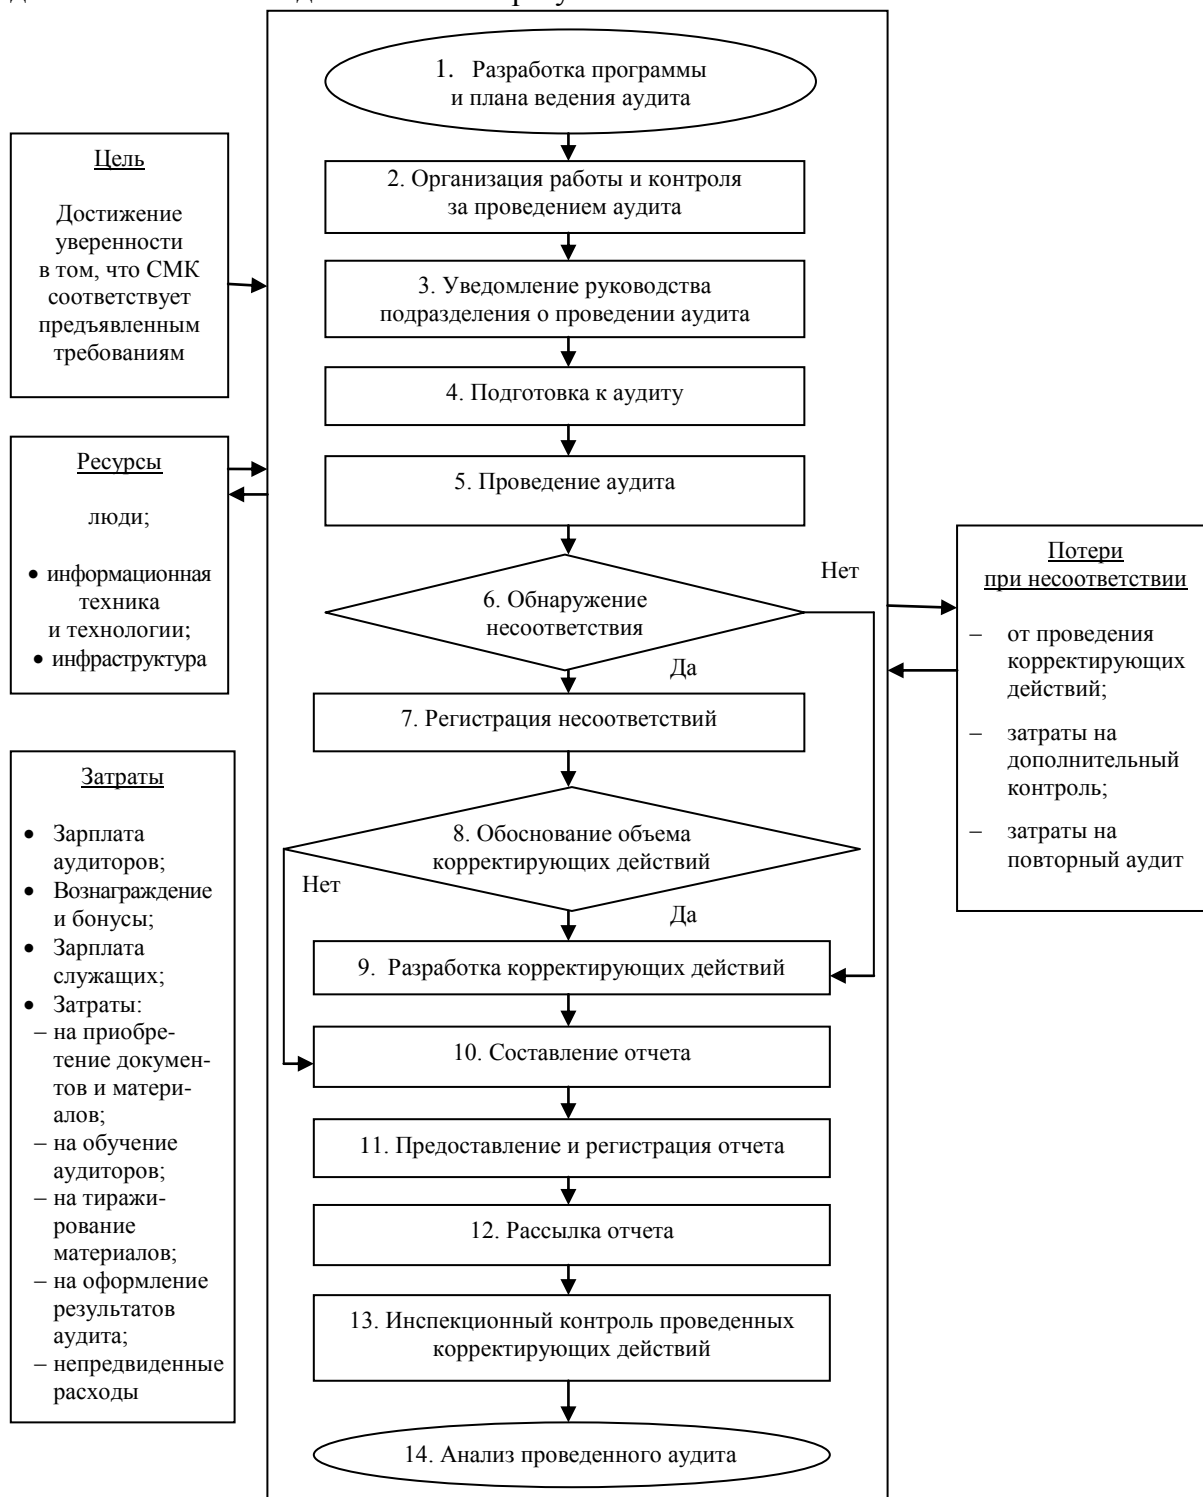 1. Разработка программы
и плана ведения аудита
2. Организация работы и контроля
за проведением аудита
3. Уведомление руководства
подразделения о проведении аудита
4. Подготовка к аудиту
5. Проведение аудита
6. Обнаружение
несоответствия
Нет
Да
7. Регистрация несоответствий
8. Обоснование объема
корректирующих действий
Нет
Да
9. Разработка корректирующих действий
10. Составление отчета
11. Предоставление и регистрация отчета
12. Рассылка отчета
13. Инспекционный контроль проведенных
корректирующих действий
14. Анализ проведенного аудита
Цель
Достижение
уверенности
в том, что СМК
соответствует
предъявленным
требованиям
Ресурсы
люди;
• информационная
техника
и технологии;
• инфраструктура
Затраты
• Зарплата
аудиторов;
• Вознаграждение
и бонусы;
• Зарплата
служащих;
• Затраты:
– на приобре-
тение докумен-
тов и матери-
алов;
– на обучение
аудиторов;
– на тиражи-
рование
материалов;
– на оформление
результатов
аудита;
– непредвиденные
расходы
Потери
при несоответствии
– от проведения
корректирующих
действий;
– затраты на
дополнительный
контроль;
– затраты на
повторный аудит